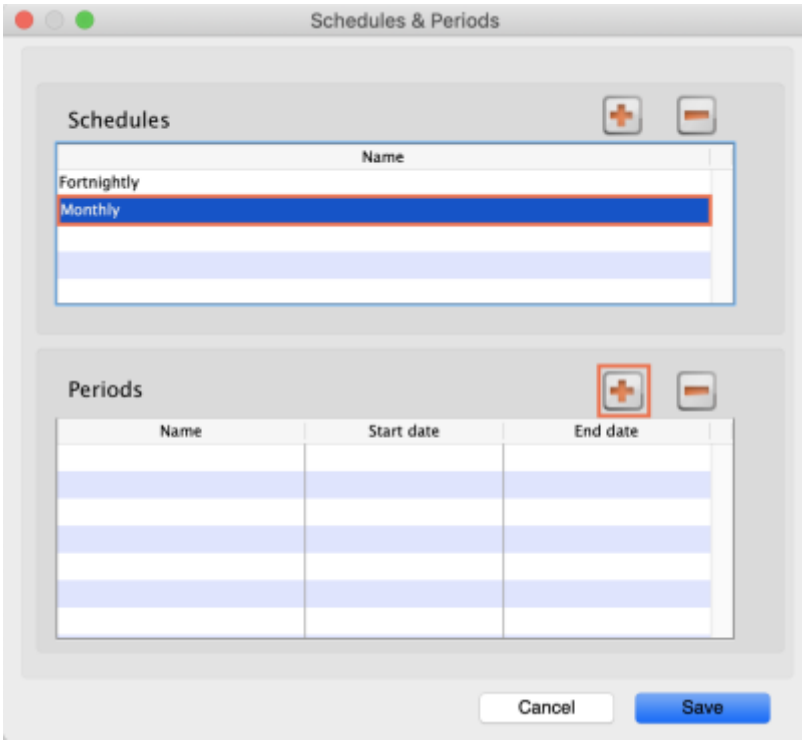 Schedules & Periods
Schedules
Name
Fortnightly
Monthly
Periods
Name Start date End date
Cancel Save